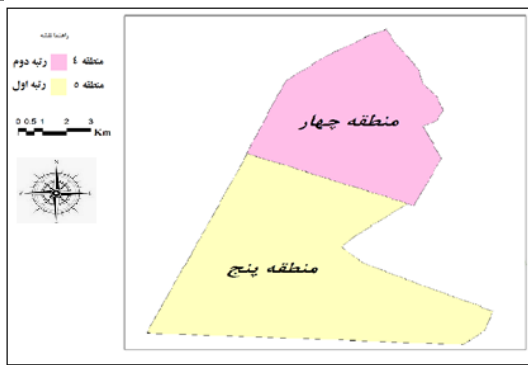 راهنما نقشه
منطقه ٤ رتبه دوم
منطقه ٥ رتبه اول
0 0.5 1 2 3
Km
N
منطقه چهار
منطقه پنج